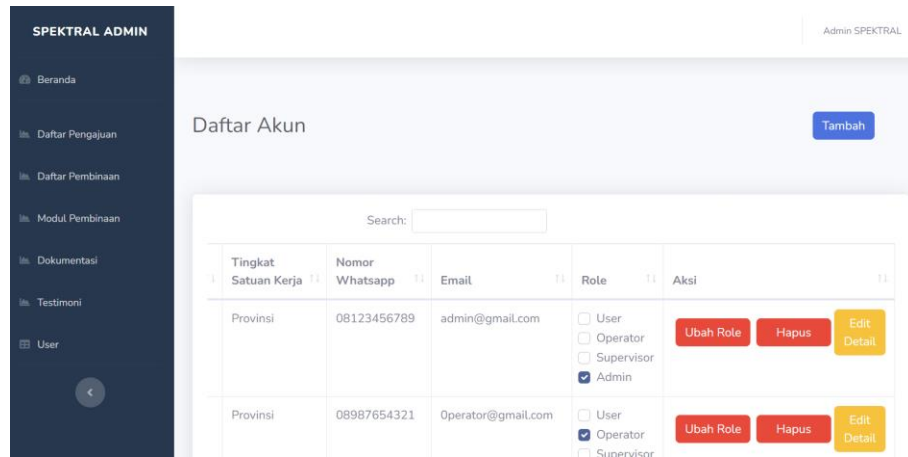 SPEKTRAL ADMIN
Admin SPEKTRAL
Beranda
Daftar Pengajuan
Daftar Pembinaan
Modul Pembinaan
Dokumentasi
Testimoni
User
Daftar Akun
Tambah
Search:
Tingkat Satuan Kerja
Nomor Whatsapp
Email
Role
Aksi
Provinsi
08123456789
admin@gmail.com
User
Operator
Supervisor
Admin
Ubah Role
Hapus
Edit Detail
Provinsi
08987654321
0perator@gmail.com
User
Operator
Supervisor
Ubah Role
Hapus
Edit Detail